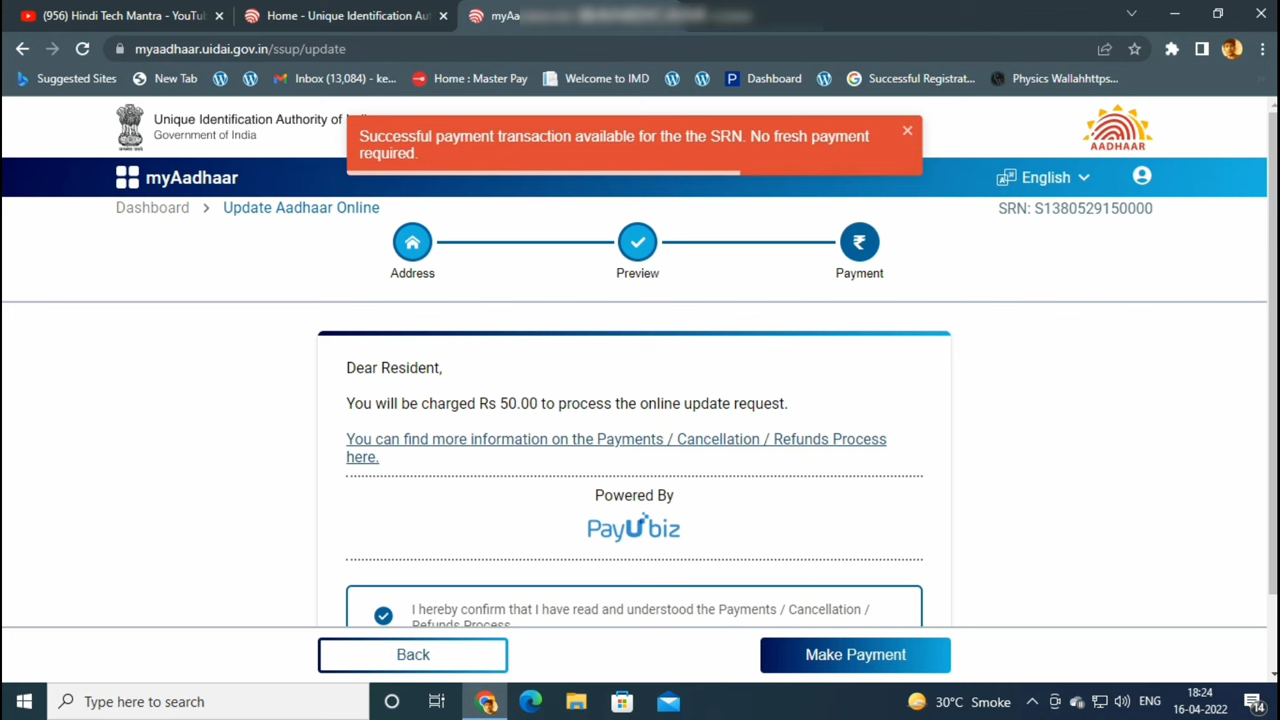 (956) Hindi Tech Mantra - YouTu
Home - Unique Identification Au
myAa
myaadhaar.uidai.gov.in/ssup/update
Suggested Sites
New Tab
Inbox (13,084) - ke...
Home : Master Pay
Welcome to IMD
Dashboard
Successful Registrat...
Physics Wallahhttps...
Unique Identification Authority of
Government of India
Successful payment transaction available for the the SRN. No fresh payment
required.
AADHAAR
myAadhaar
English
Dashboard > Update Aadhaar Online
SRN: S1380529150000
Address
Preview
Payment
Dear Resident,
You will be charged Rs 50.00 to process the online update request.
You can find more information on the Payments / Cancellation / Refunds Process
here.
Powered By
PayUbiz
I hereby confirm that I have read and understood the Payments / Cancellation /
Refunds Process
Back
Make Payment
Type here to search
30°C Smoke
ENG
18:24
16-04-2022
14